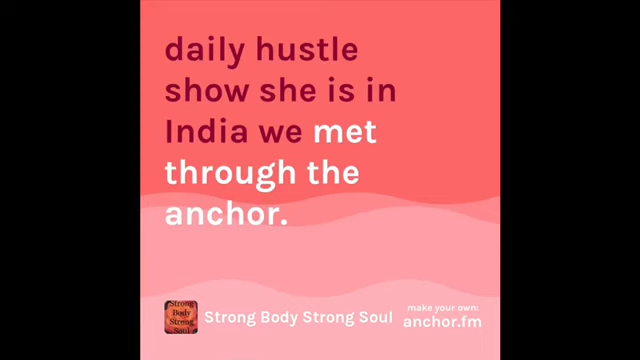 daily hustle
show she is in
India we met
through the
anchor.
Strong
Body
Strong
Soul
Strong Body Strong Soul
make your own:
anchor.fm